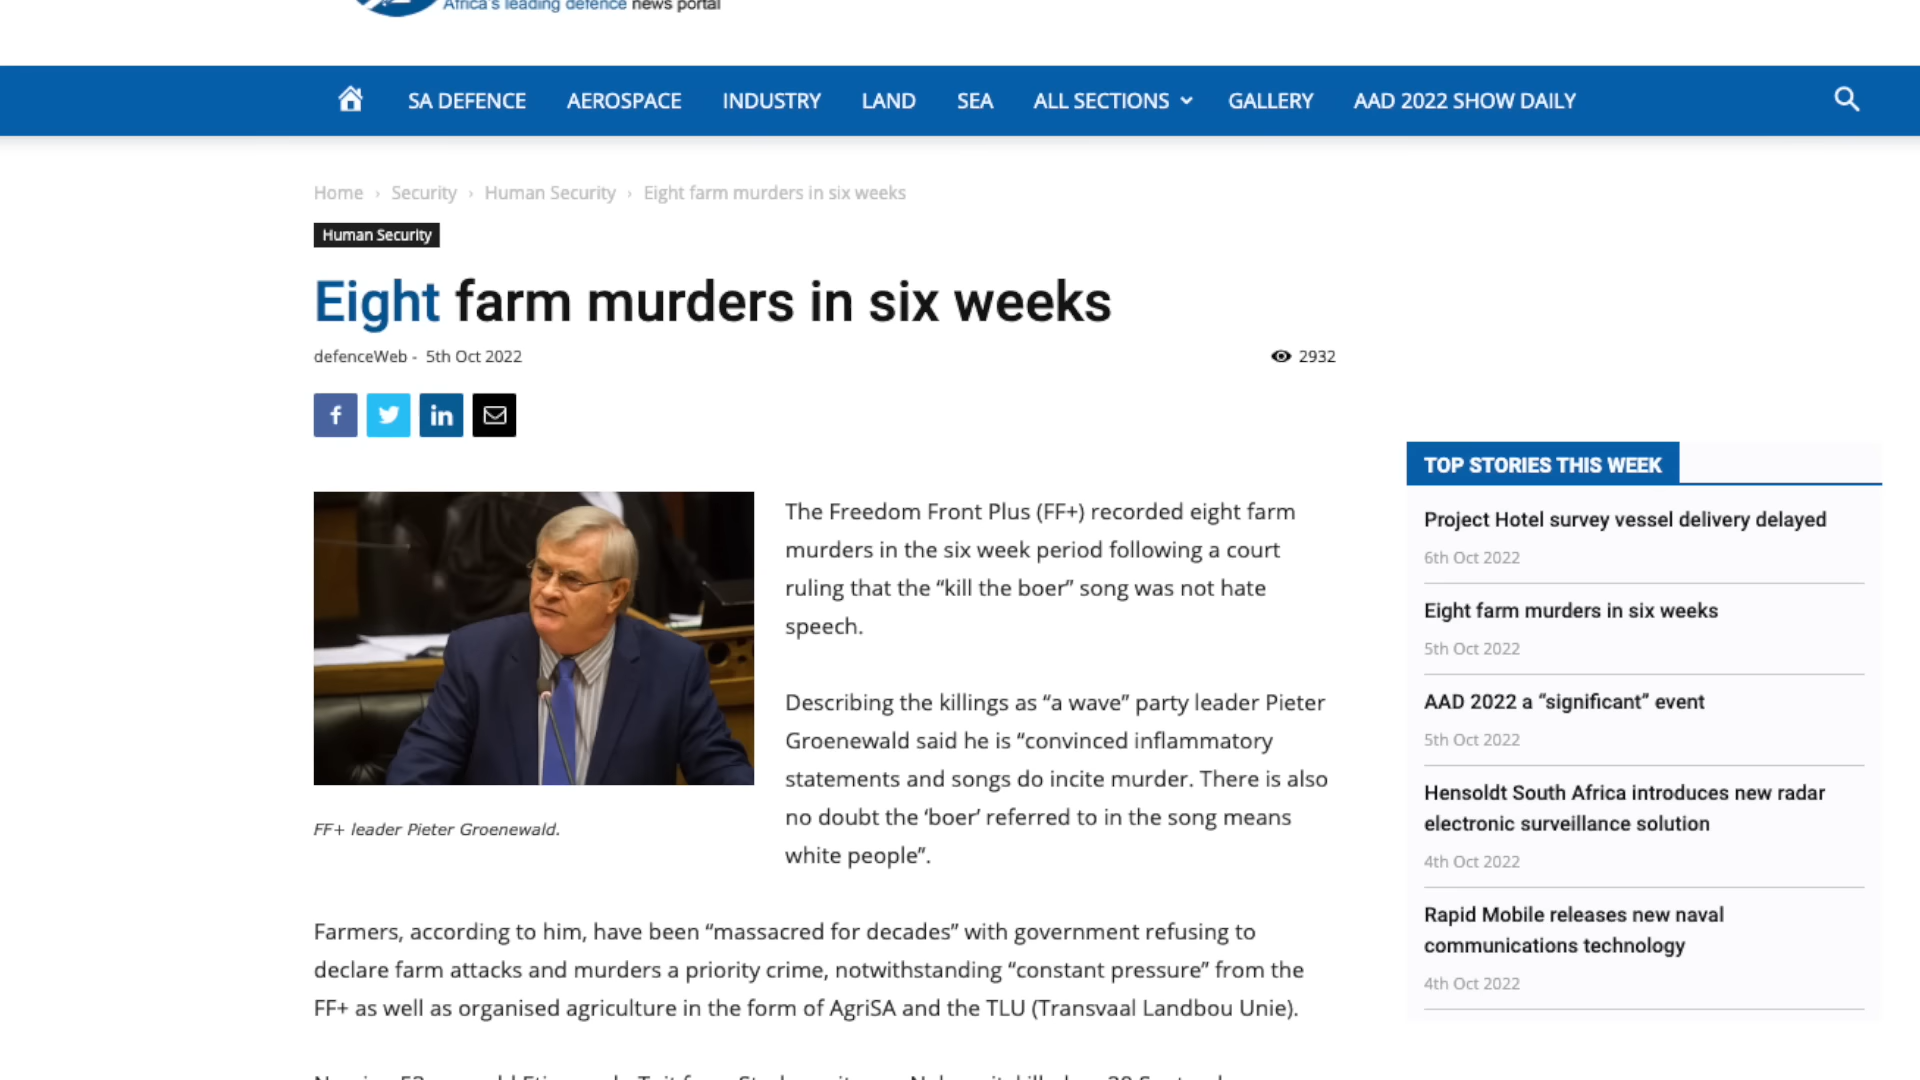 Africa's leading defence news portal
SA DEFENCE AEROSPACE INDUSTRY LAND SEA ALL SECTIONS GALLERY AAD 2022 SHOW DAILY
Home › Security › Human Security › Eight farm murders in six weeks
Human Security
Eight farm murders in six weeks
defenceWeb - 5th Oct 2022
2932
The Freedom Front Plus (FF+) recorded eight farm
murders in the six week period following a court
ruling that the “kill the boer” song was not hate
speech.
Describing the killings as “a wave” party leader Pieter
Groenewald said he is “convinced inflammatory
statements and songs do incite murder. There is also
no doubt the ‘boer’ referred to in the song means
white people”.
FF+ leader Pieter Groenewald.
Farmers, according to him, have been “massacred for decades” with government refusing to
declare farm attacks and murders a priority crime, notwithstanding “constant pressure” from the
FF+ as well as organised agriculture in the form of AgriSA and the TLU (Transvaal Landbou Unie).
TOP STORIES THIS WEEK
Project Hotel survey vessel delivery delayed
6th Oct 2022
Eight farm murders in six weeks
5th Oct 2022
AAD 2022 a “significant” event
5th Oct 2022
Hensoldt South Africa introduces new radar
electronic surveillance solution
4th Oct 2022
Rapid Mobile releases new naval
communications technology
4th Oct 2022